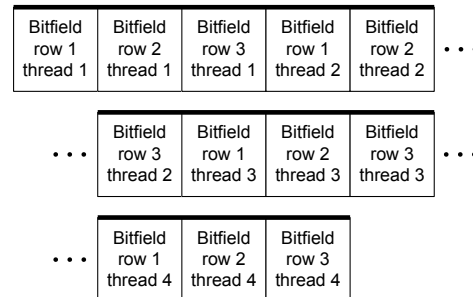 Bitfield Bitfield Bitfield Bitfield Bitfield
row 1 row 2 row 3 row 1 row 2
thread 1 thread 1 thread 1 thread 2 thread 2 ...
... Bitfield Bitfield Bitfield Bitfield
row 3 row 1 row 2 row 3
thread 2 thread 3 thread 3 thread 3 ...
... Bitfield Bitfield Bitfield
row 1 row 2 row 3
thread 4 thread 4 thread 4